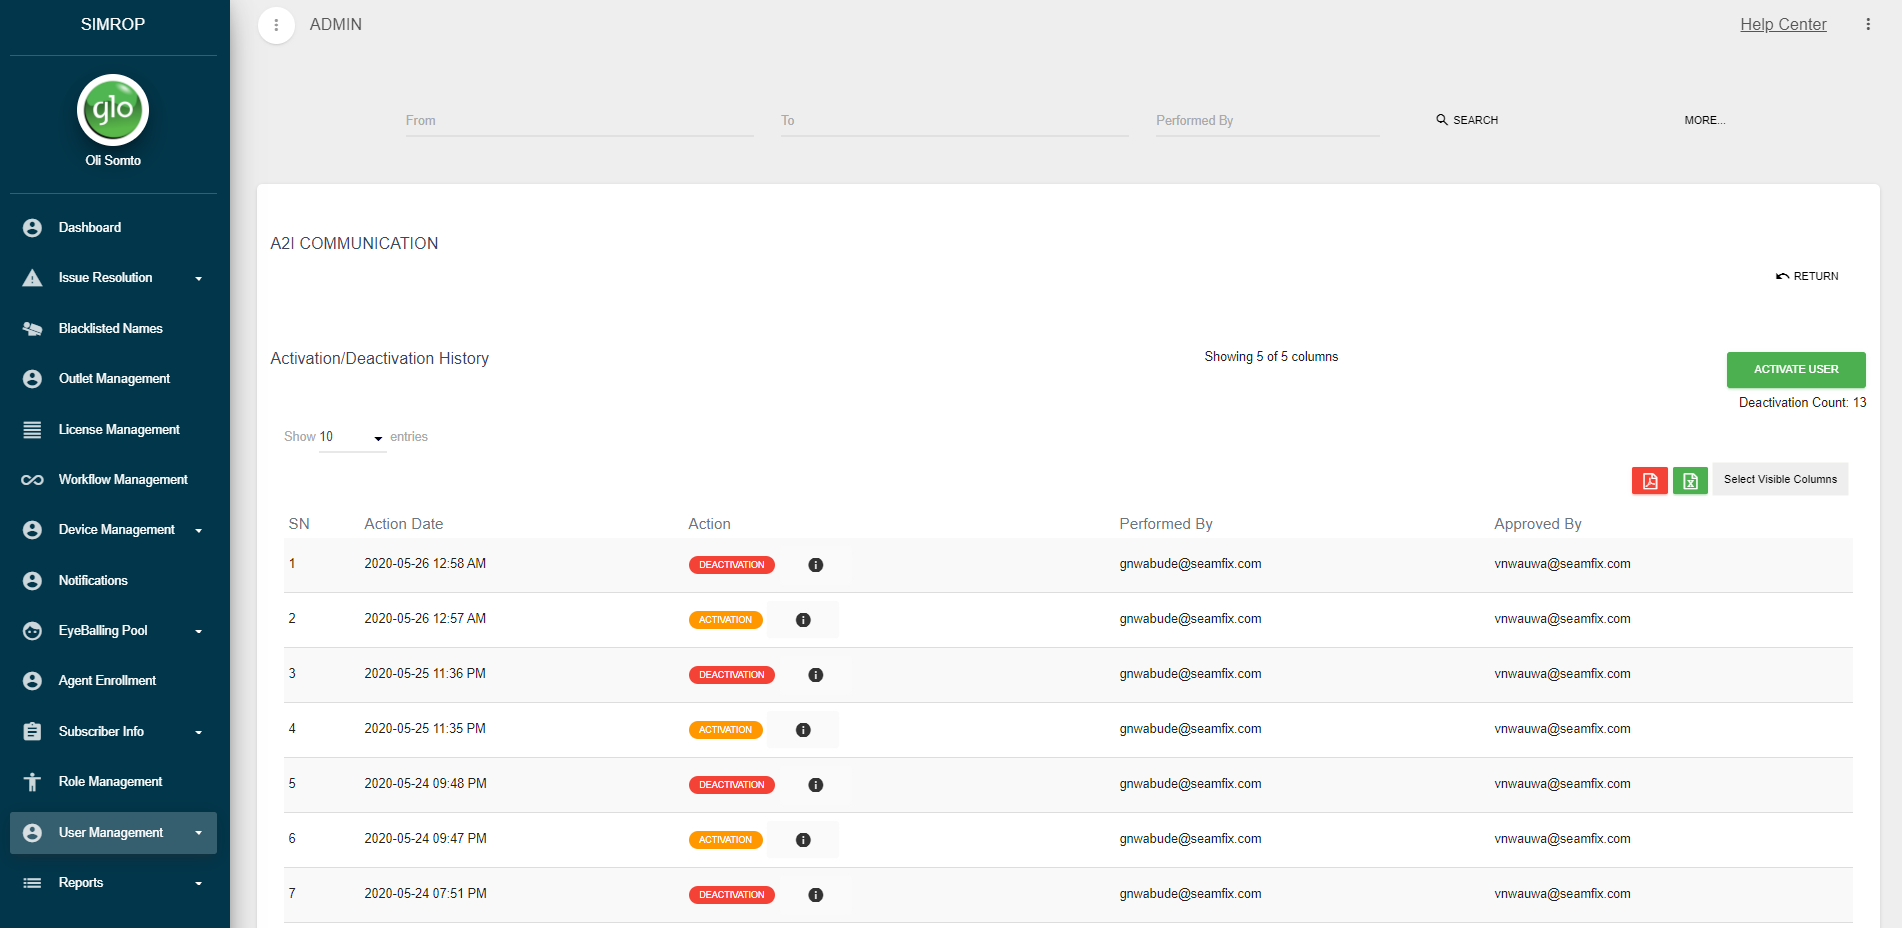 SIMROP
glo
Oli Somto
Dashboard
Issue Resolution
Blacklisted Names
Outlet Management
License Management
Workflow Management
Device Management
Notifications
EyeBalling Pool
Agent Enrollment
Subscriber Info
Role Management
User Management
Reports
ADMIN
Help Center
From To Performed By SEARCH MORE...
A2I COMMUNICATION
RETURN
Activation/Deactivation History Showing 5 of 5 columns
ACTIVATE USER
Deactivation Count: 13
Show 10 entries
Select Visible Columns
SN Action Date Action Performed By Approved By
1 2020-05-26 12:58 AM DEACTIVATION gnwabude@seamfix.com vnwauwa@seamfix.com
2 2020-05-26 12:57 AM ACTIVATION gnwabude@seamfix.com vnwauwa@seamfix.com
3 2020-05-25 11:36 PM DEACTIVATION gnwabude@seamfix.com vnwauwa@seamfix.com
4 2020-05-25 11:35 PM ACTIVATION gnwabude@seamfix.com vnwauwa@seamfix.com
5 2020-05-24 09:48 PM DEACTIVATION gnwabude@seamfix.com vnwauwa@seamfix.com
6 2020-05-24 09:47 PM ACTIVATION gnwabude@seamfix.com vnwauwa@seamfix.com
7 2020-05-24 07:51 PM DEACTIVATION gnwabude@seamfix.com vnwauwa@seamfix.com